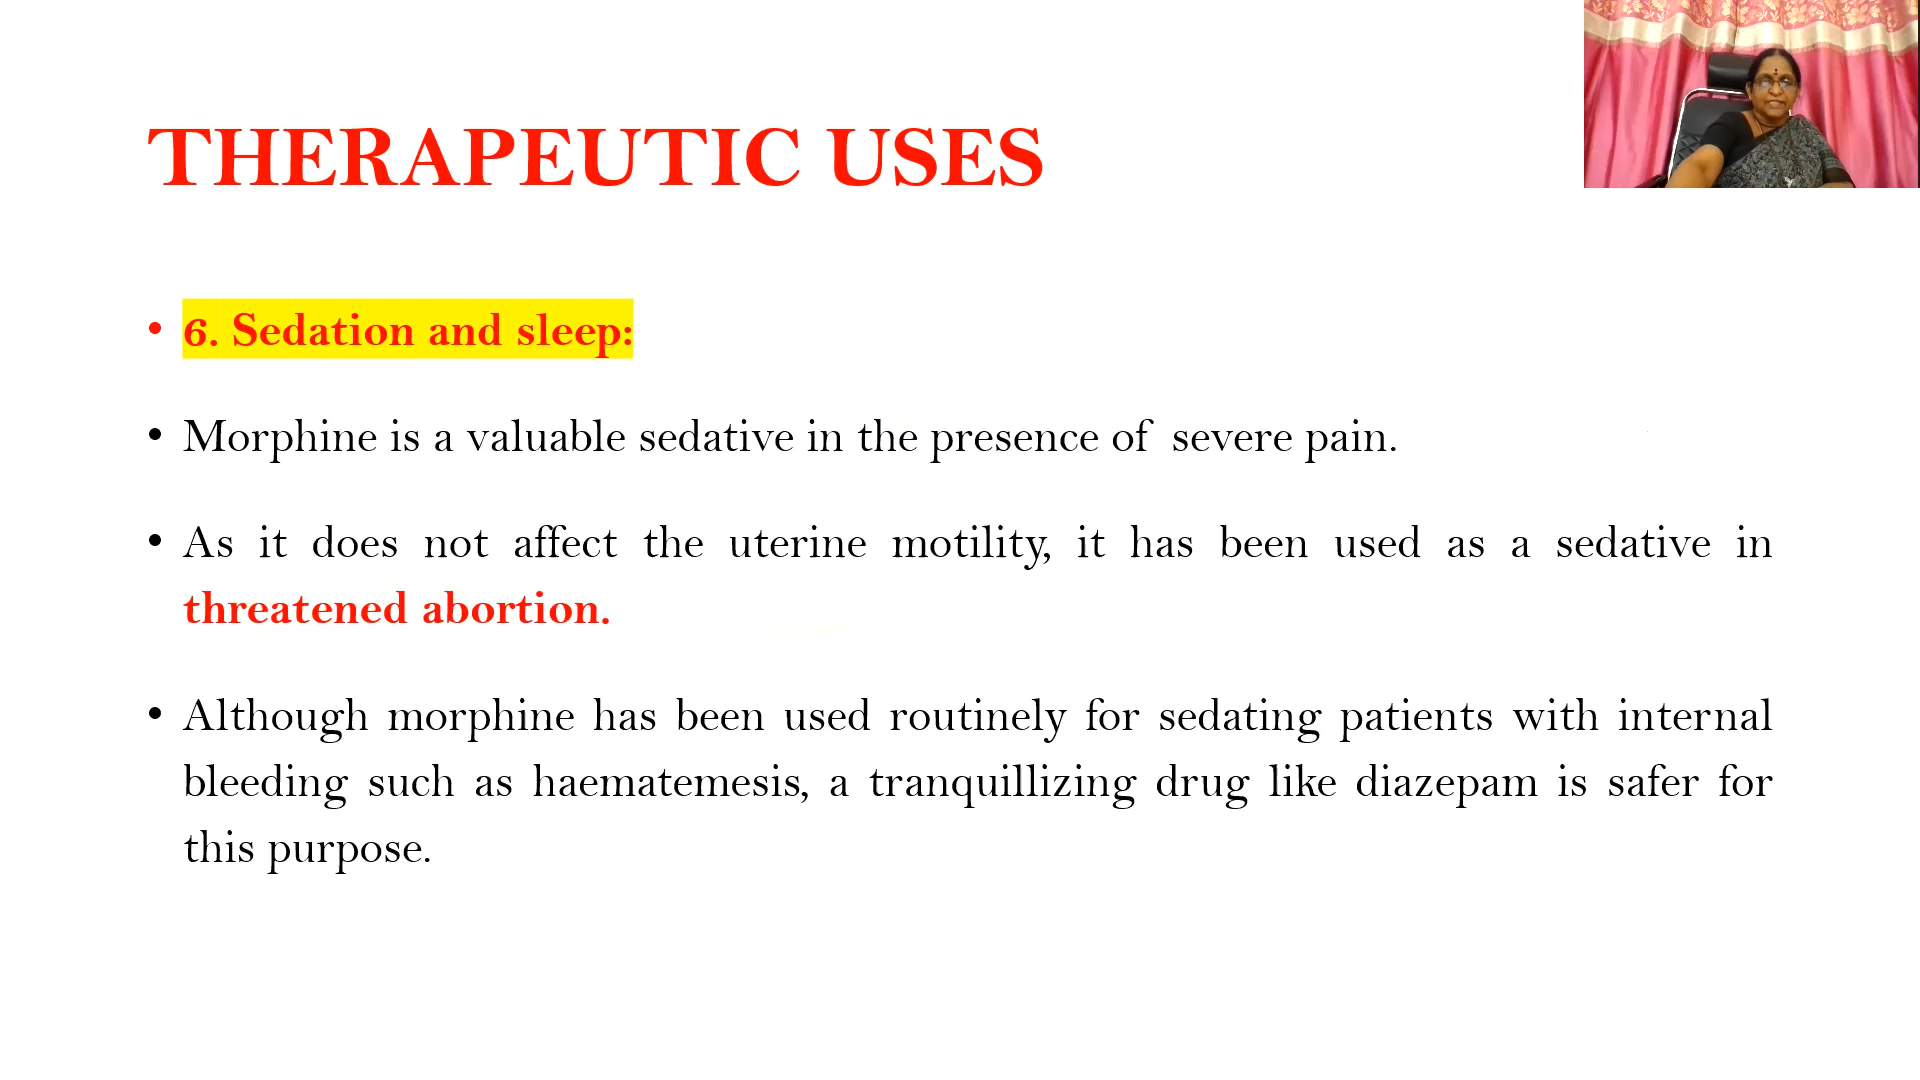 THERAPEUTIC USES
• 6. Sedation and sleep:
• Morphine is a valuable sedative in the presence of severe pain.
• As it does not affect the uterine motility, it has been used as a sedative in
threatened abortion.
• Although morphine has been used routinely for sedating patients with internal
bleeding such as haematemesis, a tranquillizing drug like diazepam is safer for
this purpose.